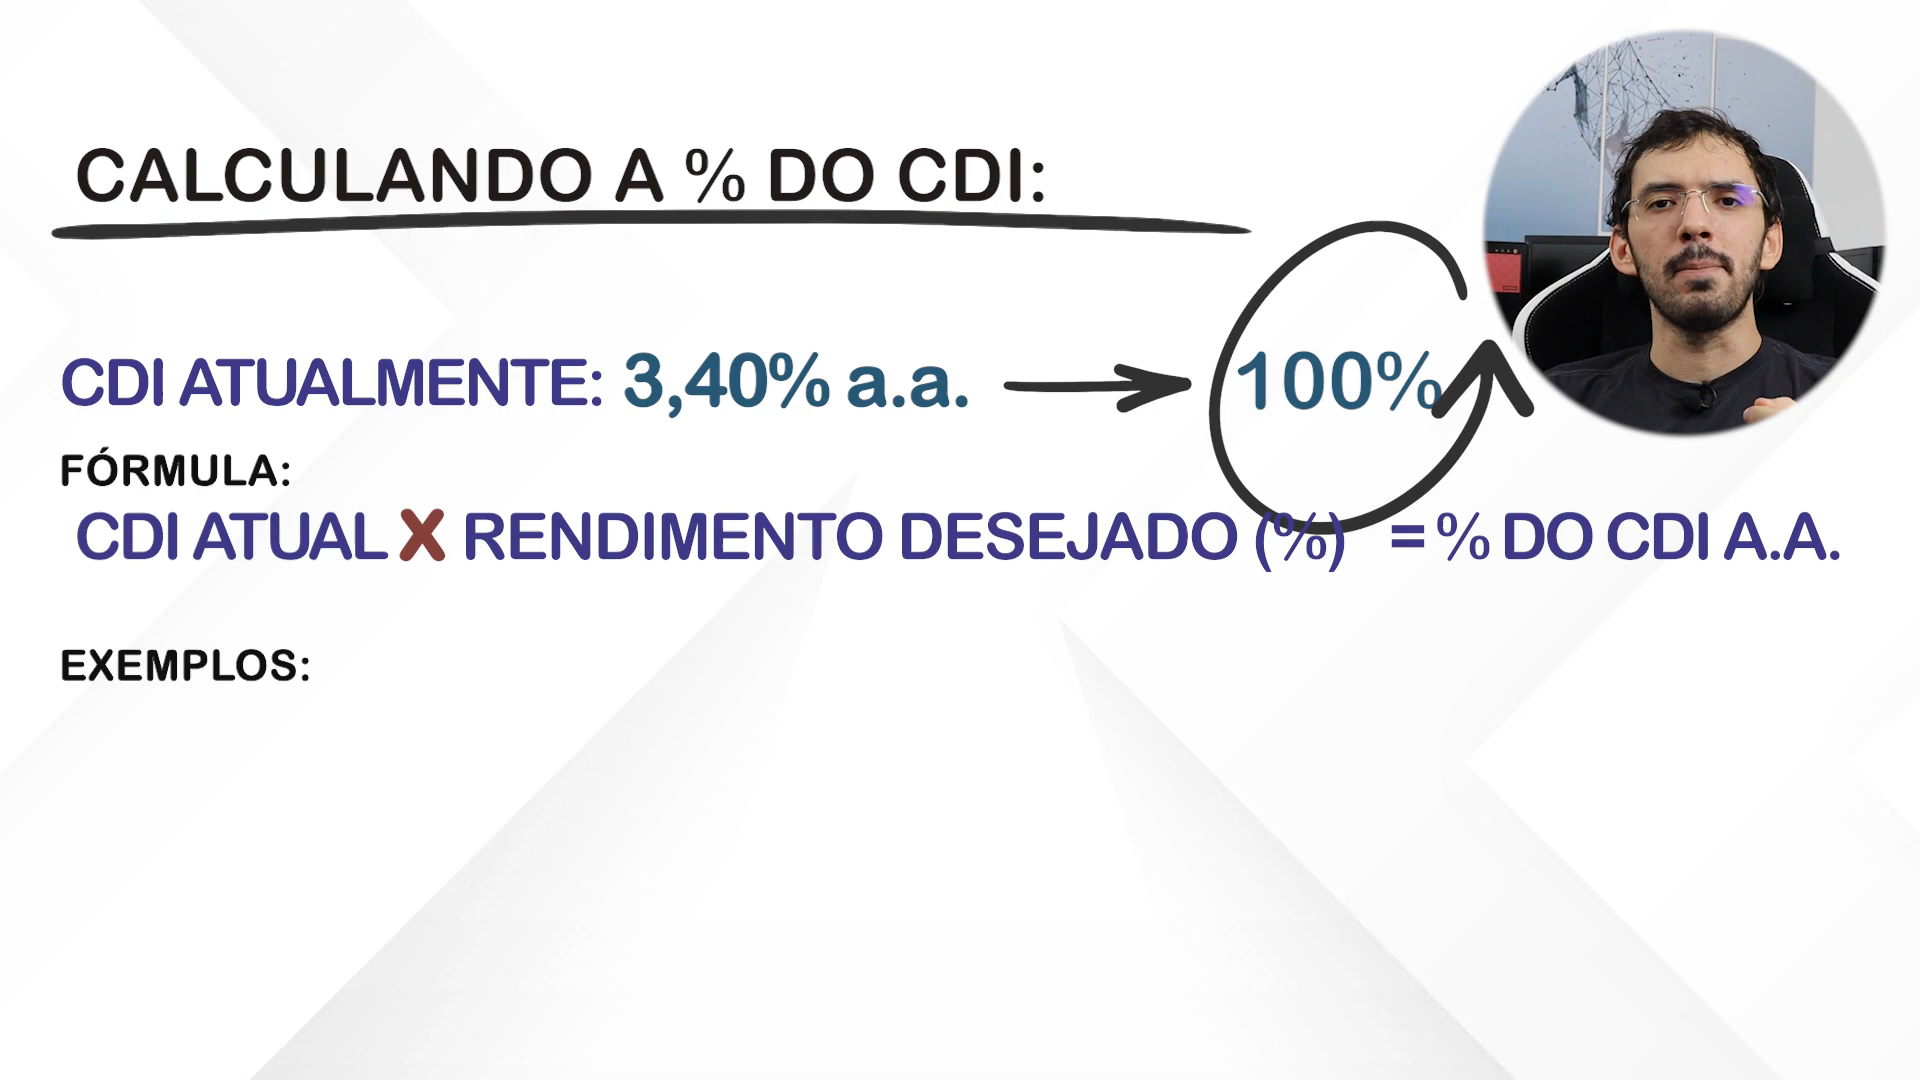 CALCULANDO A % DO CDI:
CDI ATUALMENTE: 3,40% a.a. 100%
FÓRMULA:
CDI ATUAL X RENDIMENTO DESEJADO (%) = % DO CDI A.A.
EXEMPLOS: